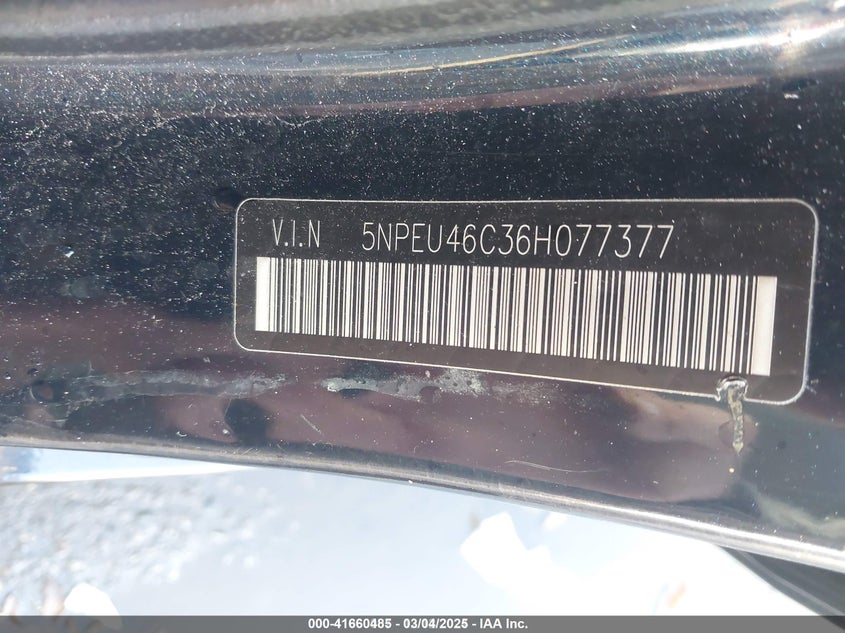 V.I.N 5NPEU46C36H077377
000-41660485 - 03/04/2025 - IAA Inc.